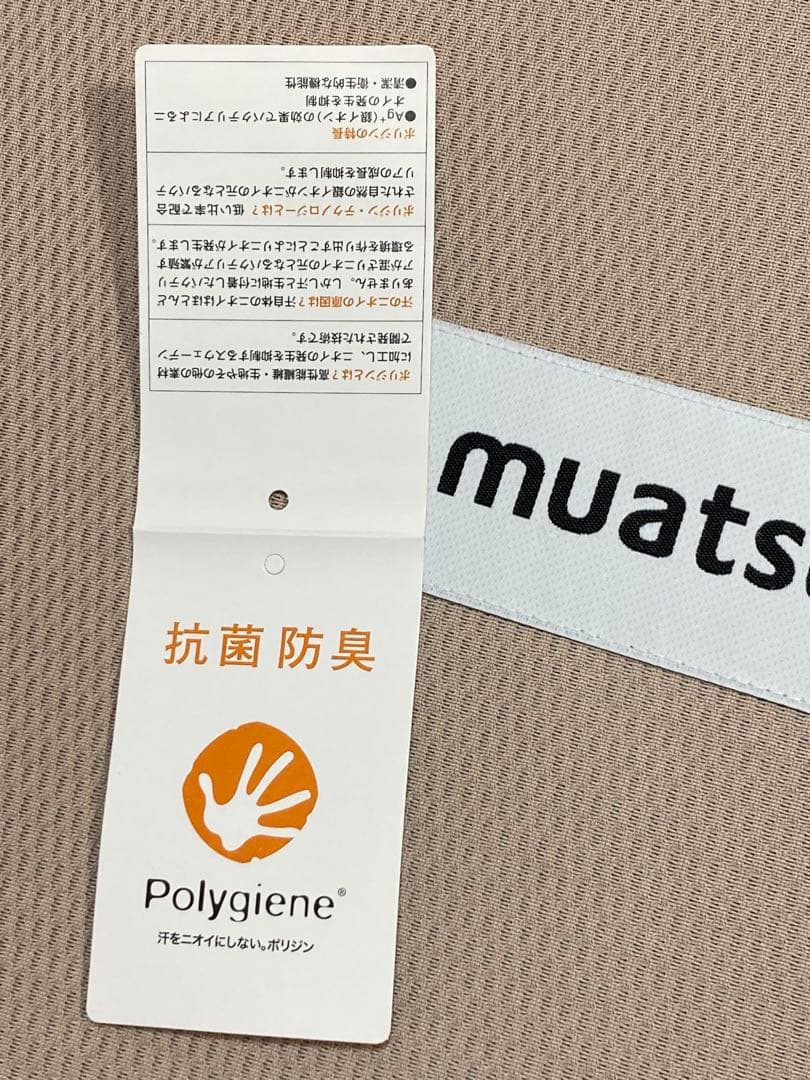 ポリジンとは? 高性能繊維・生地やその他の素材
に加工し、ニオイの発生を抑制するスウェーデン
で開発された技術です。
汗のニオイの原因は? 汗自体のニオイはほとんど
ありません。しかし汗と生地に付着したバクテリ
アが混ざりニオイの元となるバクテリアが繁殖す
る環境を作り出すことによりニオイが発生します。
ポリジン・テクノロジーとは? 低い比率で配合
された自然の銀イオンがニオイの元となるバクテ
リアの成長を抑制します。
ポリジンの特長
●Ag⁺(銀イオン)の効果でバクテリアによるニ
オイの発生を抑制
●清潔・衛生的な機能性
抗菌 防臭
Polygiene®
汗をニオイにしない。ポリジン
muats